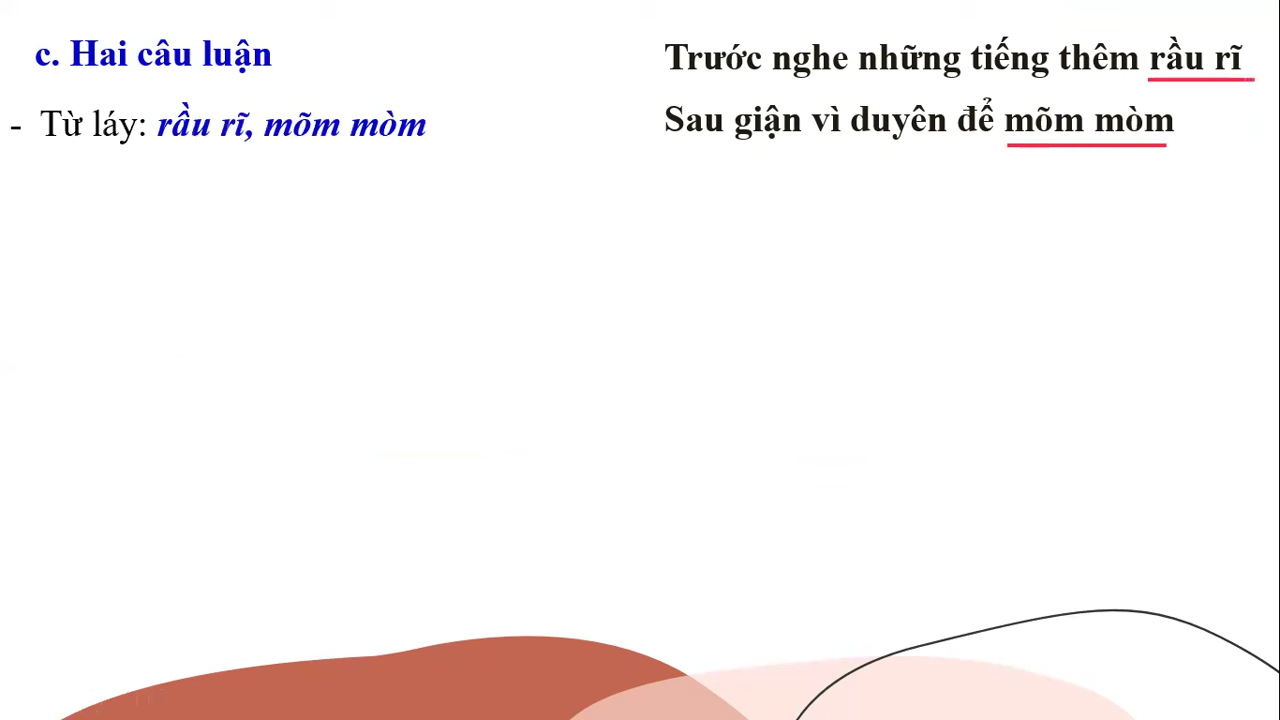 c. Hai câu luận
- Từ láy: rầu rĩ, mõm mòm
Trước nghe những tiếng thêm rầu rĩ
Sau giận vì duyên để mõm mòm